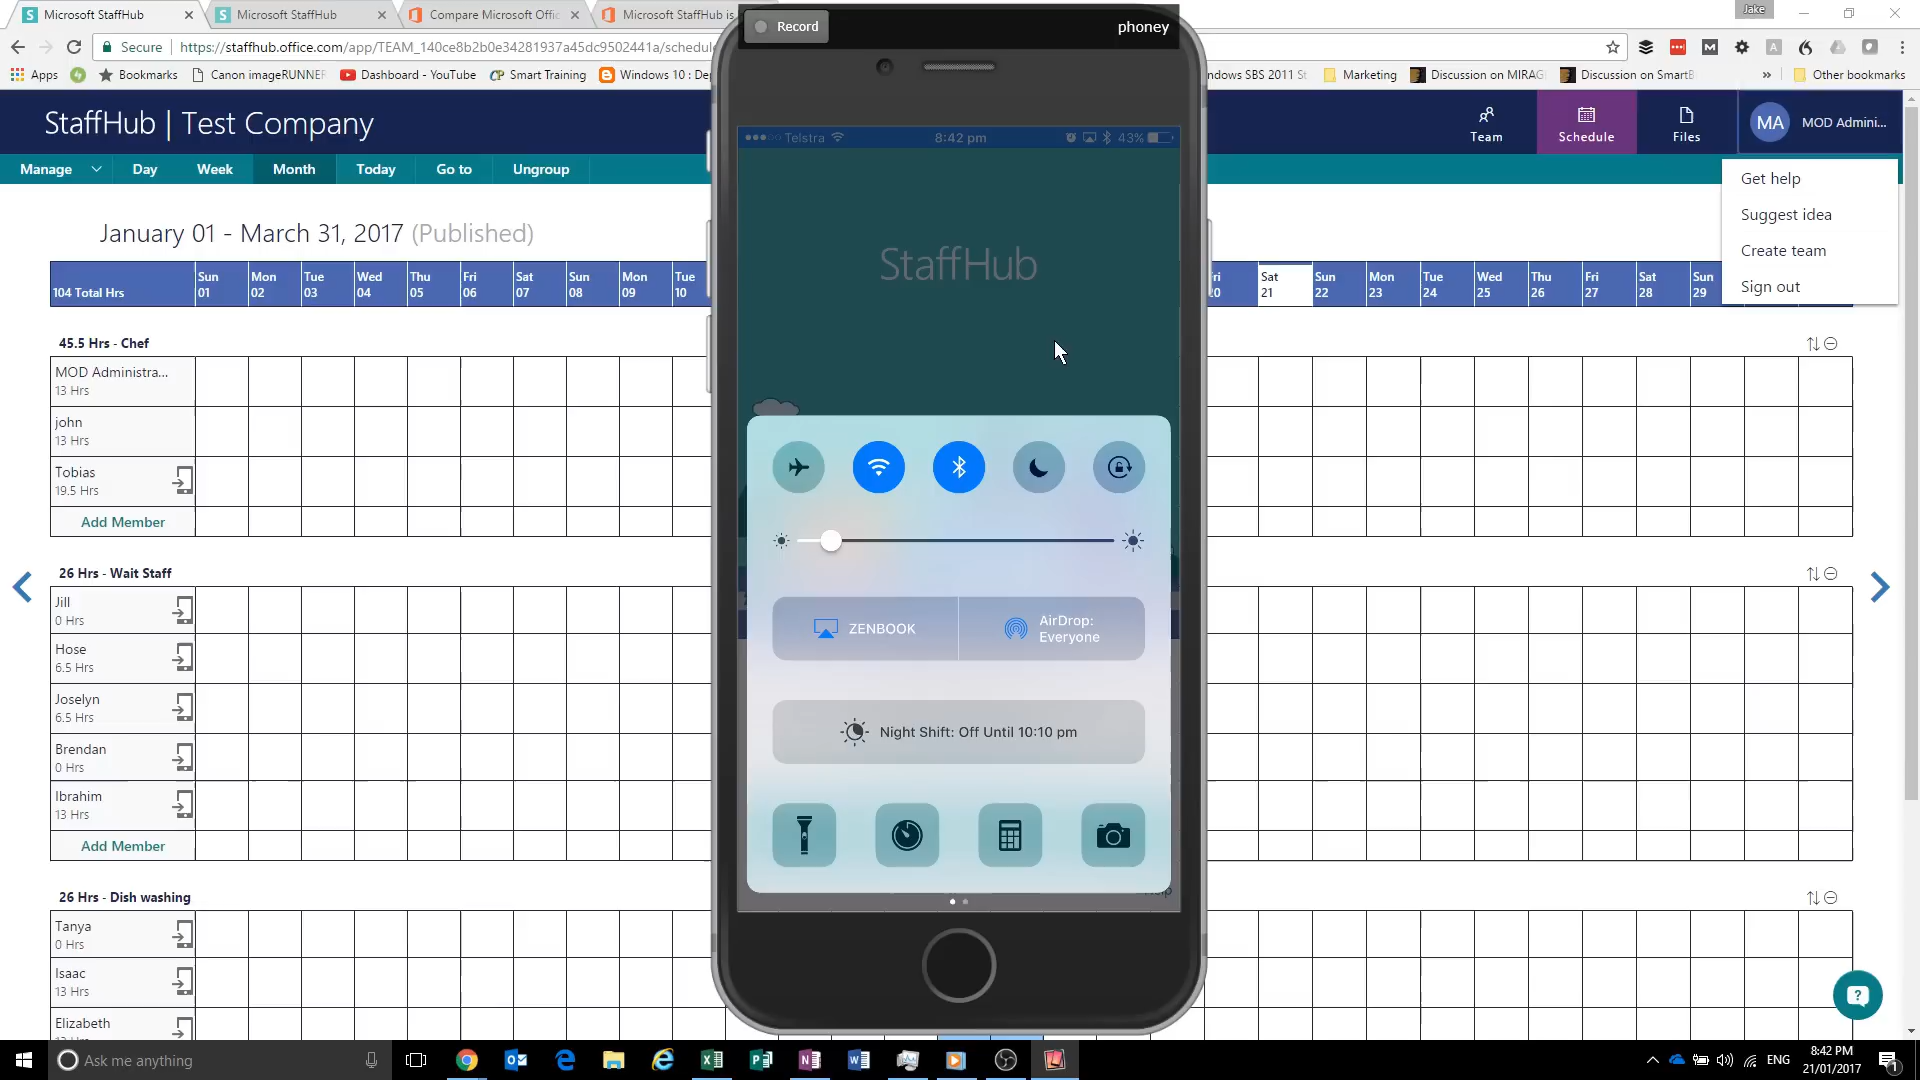 Microsoft StaffHub
Microsoft StaffHub
Compare Microsoft Offic
Microsoft StaffHub is
Jake
Secure
https://staffhub.office.com/app/TEAM_140ce8b2b0e34281937a45dc9502441a/schedul
Apps
Bookmarks
Canon imageRUNNER
Dashboard - YouTube
Smart Training
Windows 10 : De
ndows SBS 2011 St
Marketing
Discussion on MIRAG
Discussion on SmartB
Other bookmarks
Record
phoney
StaffHub | Test Company
Team
Schedule
Files
MA
MOD Admini...
Manage
Day
Week
Month
Today
Go to
Ungroup
Get help
Suggest idea
Create team
Sign out
January 01 - March 31, 2017 (Published)
104 Total Hrs
Sun 01
Mon 02
Tue 03
Wed 04
Thu 05
Fri 06
Sat 07
Sun 08
Mon 09
Tue 10
ri 20
Sat 21
Sun 22
Mon 23
Tue 24
Wed 25
Thu 26
Fri 27
Sat 28
Sun 29
45.5 Hrs - Chef
MOD Administra...
13 Hrs
john
13 Hrs
Tobias
19.5 Hrs
Add Member
26 Hrs - Wait Staff
Jill
0 Hrs
Hose
6.5 Hrs
Joselyn
6.5 Hrs
Brendan
0 Hrs
Ibrahim
13 Hrs
Add Member
26 Hrs - Dish washing
Tanya
0 Hrs
Isaac
13 Hrs
Elizabeth
Telstra
8:42 pm
43%
StaffHub
ZENBOOK
AirDrop:
Everyone
Night Shift: Off Until 10:10 pm
Ask me anything
ENG
8:42 PM
21/01/2017